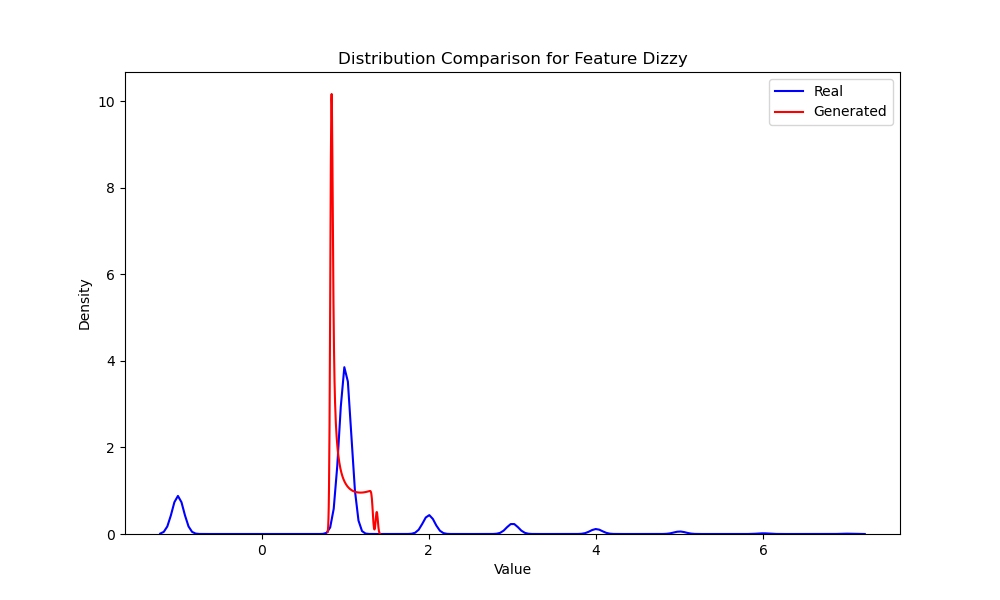 Distribution Comparison for Feature Dizzy
Real
Generated
10
8
6
4
2
0
Density
0 2 4 6
Value